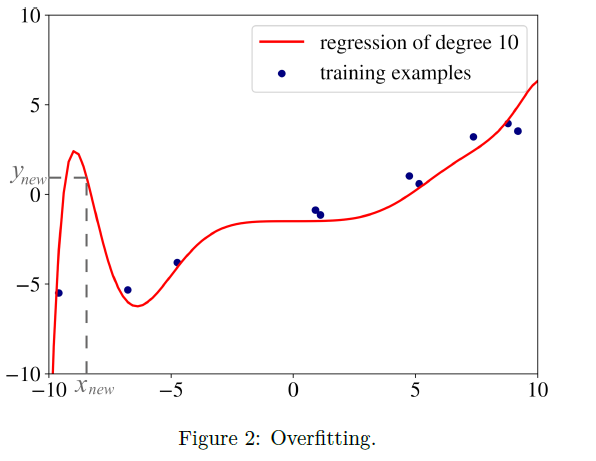 10
regression of degree 10
training examples
5
y_new
0
−5
−10
−10 x_new −5 0 5 10
Figure 2: Overfitting.